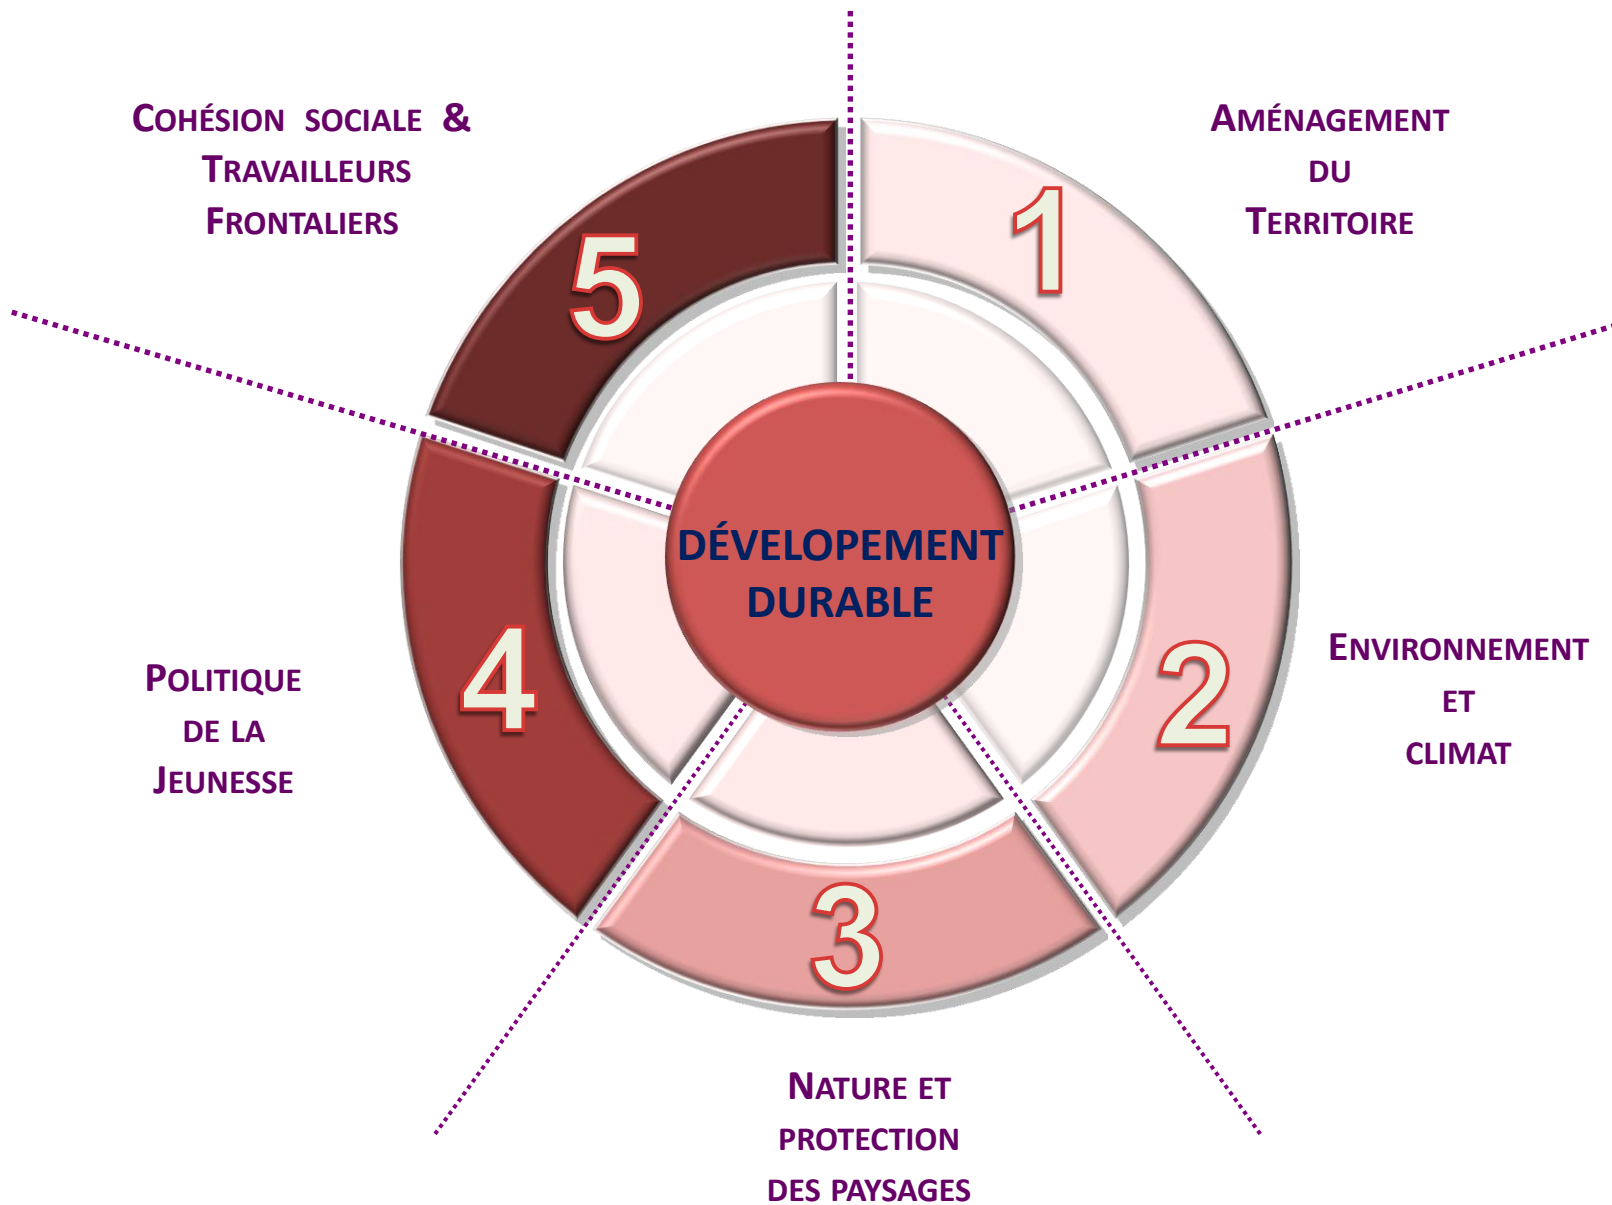 COHÉSION SOCIALE &
TRAVAILLEURS
FRONTALIERS
5
1
AMÉNAGEMENT
DU
TERRITOIRE
DÉVELOPEMENT
DURABLE
4
POLITIQUE
DE LA
JEUNESSE
2
ENVIRONNEMENT
ET
CLIMAT
3
NATURE ET
PROTECTION
DES PAYSAGES